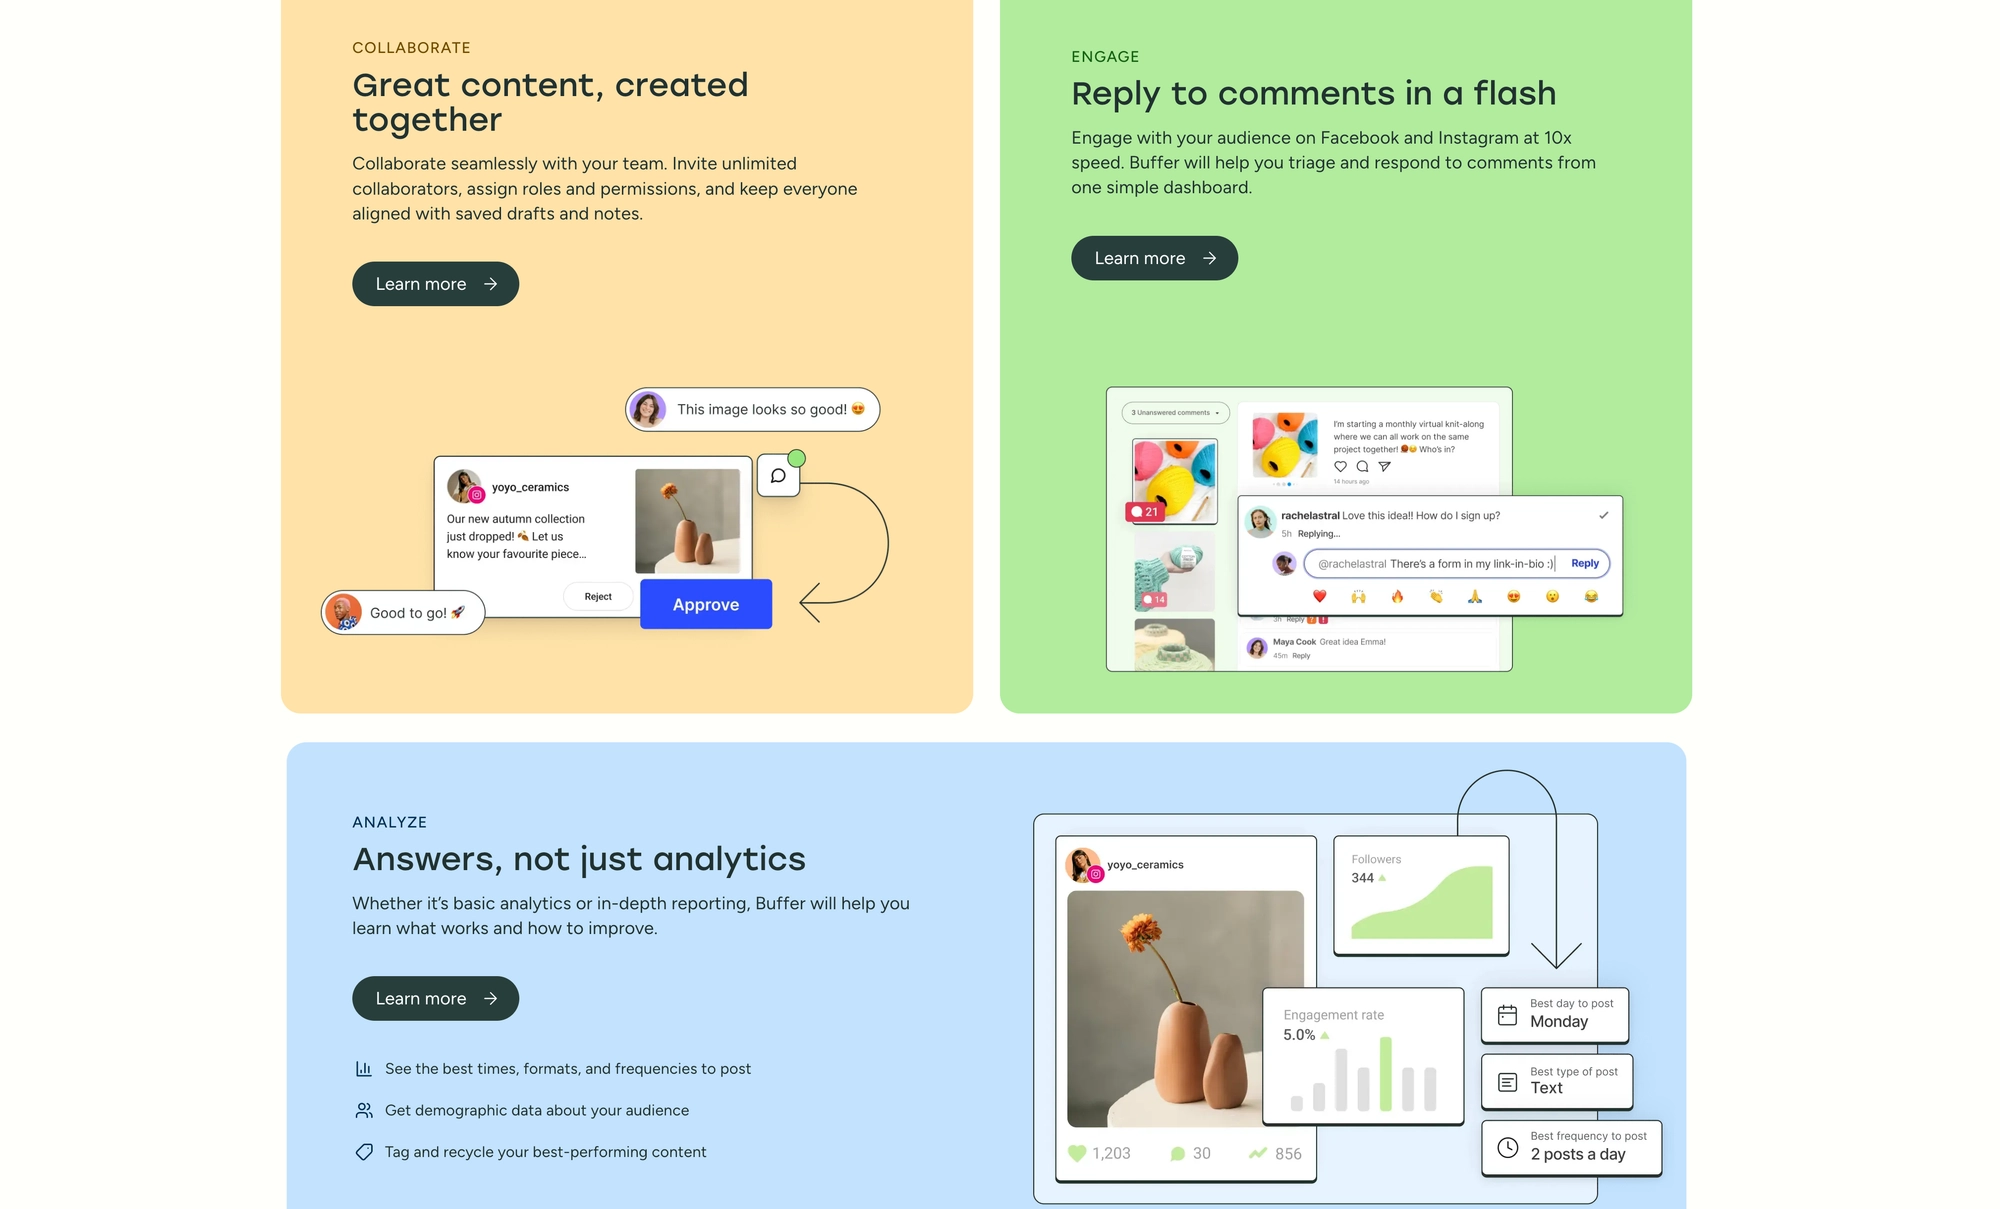 COLLABORATE
Great content, created
together
Collaborate seamlessly with your team. Invite unlimited
collaborators, assign roles and permissions, and keep everyone
aligned with saved drafts and notes.
Learn more
This image looks so good! 😍
yoyo_ceramics
Our new autumn collection
just dropped! 🍂 Let us
know your favourite piece...
Reject
Approve
Good to go! 🚀
ENGAGE
Reply to comments in a flash
Engage with your audience on Facebook and Instagram at 10x
speed. Buffer will help you triage and respond to comments from
one simple dashboard.
Learn more
3 Unanswered comments
21
14
I'm starting a monthly virtual knit-along
where we can all work on the same
project together! 🧶😊 Who's in?
14 hours ago
rachelastral Love this idea!! How do I sign up?
5h Replying...
@rachelastral There's a form in my link-in-bio :) Reply
❤️ 🙌 🔥 👏 🙏 😍 😮 😂
3h Reply
Maya Cook Great idea Emma!
45m Reply
ANALYZE
Answers, not just analytics
Whether it's basic analytics or in-depth reporting, Buffer will help you
learn what works and how to improve.
Learn more
See the best times, formats, and frequencies to post
Get demographic data about your audience
Tag and recycle your best-performing content
yoyo_ceramics
1,203 30 856
Followers
344
Engagement rate
5.0%
Best day to post
Monday
Best type of post
Text
Best frequency to post
2 posts a day